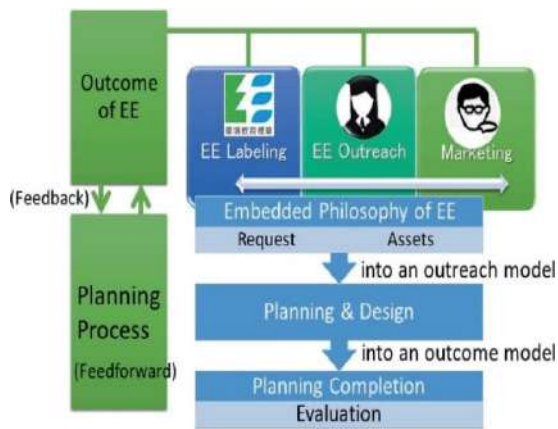 Outcome
of EE
EE Labeling
EE Outreach
Marketing
(Feedback)
Embedded Philosophy of EE
Request Assets
into an outreach model
Planning
Process
(Feedforward)
Planning & Design
into an outcome model
Planning Completion
Evaluation